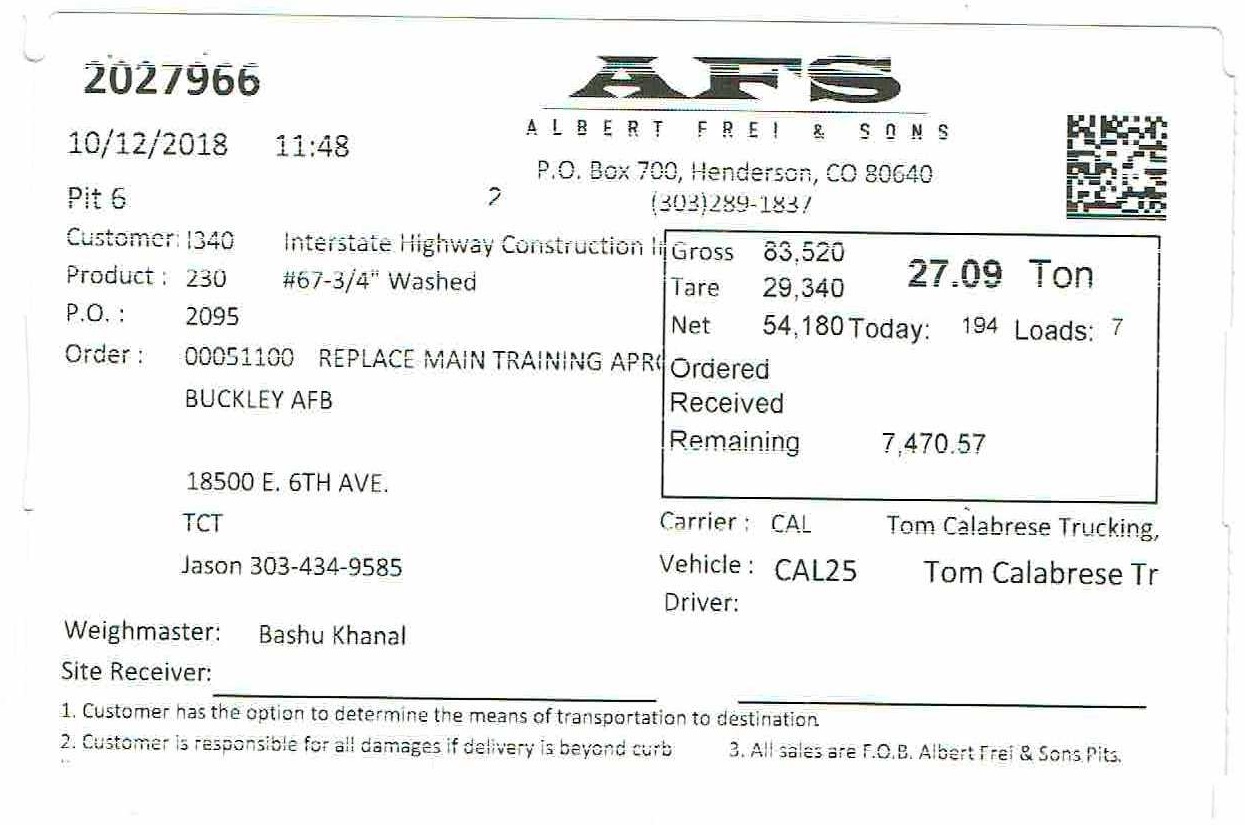 2027966
AFS
ALBERT FREI & SONS
10/12/2018 11:48
P.O. Box 700, Henderson, CO 80640
Pit 6 2 (303)289-1837
Customer: I340 Interstate Highway Construction I
Product : 230 #67-3/4" Washed
P.O. : 2095
Order : 00051100 REPLACE MAIN TRAINING APR
BUCKLEY AFB
18500 E. 6TH AVE.
TCT
Jason 303-434-9585
Gross 83,520 27.09 Ton
Tare 29,340
Net 54,180 Today: 194 Loads: 7
Ordered
Received
Remaining 7,470.57
Carrier : CAL Tom Calabrese Trucking,
Vehicle : CAL25 Tom Calabrese Tr
Driver:
Weighmaster: Bashu Khanal
Site Receiver:
1. Customer has the option to determine the means of transportation to destination
2. Customer is responsible for all damages if delivery is beyond curb 3. All sales are F.O.B. Albert Frei & Sons Pits.